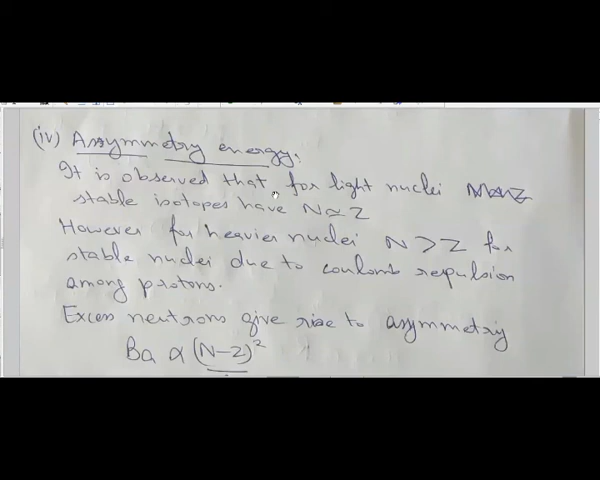 (iv) Assymmetry energy:
It is observed that for light nuclei
stable isotopes have N ≃ Z
However for heavier nuclei N > Z for
stable nuclei due to coulomb repulsion
among protons.
Excess neutrons give rise to asymmetry
Ba ∝ (N-Z)²